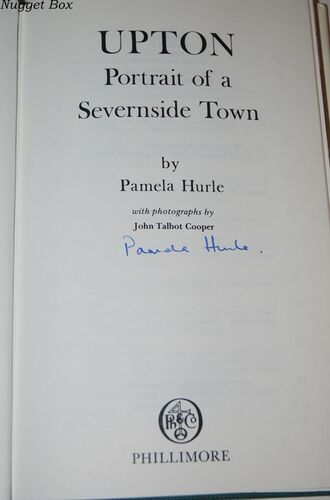 Nugget Box
UPTON
Portrait of a
Severnside Town
by
Pamela Hurle
with photographs by
John Talbot Cooper
Pamela Hurle.
PHILLIMORE